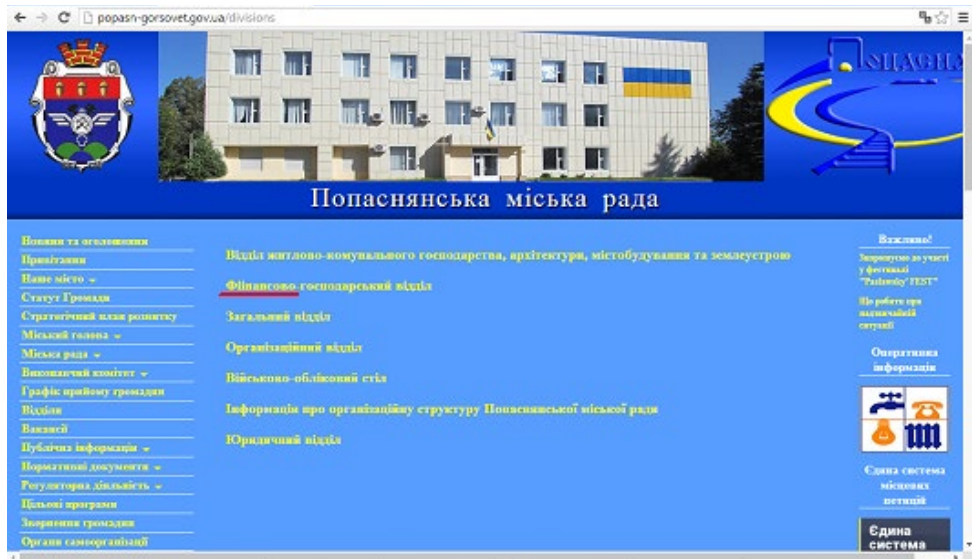 popasn-gorsovet.gov.ua/divisions
Попасна
Попаснянська міська рада
Новини та оголошення
Привітання
Наше місто
Статут Громади
Стратегічний план розвитку
Міський голова
Міська рада
Виконавчий комітет
Графік прийому громадян
Відділи
Вакансії
Публічна інформація
Нормативні документи
Регуляторна діяльність
Цільові програми
Звернення громадян
Органи самоорганізації
Відділ житлово-комунального господарства, архітектури, містобудування та землеустрою
Флінансово-господарський відділ
Загальний відділ
Організаційний відділ
Військово-обліковий стіл
Інформація про організаційну структуру Попаснянської міської ради
Юридичний відділ
Важливо!
Запрошуємо до участі
у фестивалі
"Paslawsky' FEST"
Що робити при
надзвичайній
ситуації
Оперативна
інформація
Єдина система
місцевих
петицій
Єдина
система